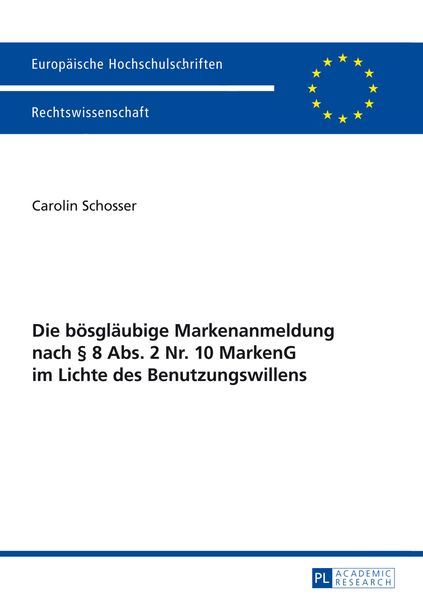 Europäische Hochschulschriften
Rechtswissenschaft
Carolin Schosser
Die bösgläubige Markenanmeldung
nach § 8 Abs. 2 Nr. 10 MarkenG
im Lichte des Benutzungswillens
PL ACADEMIC
RESEARCH